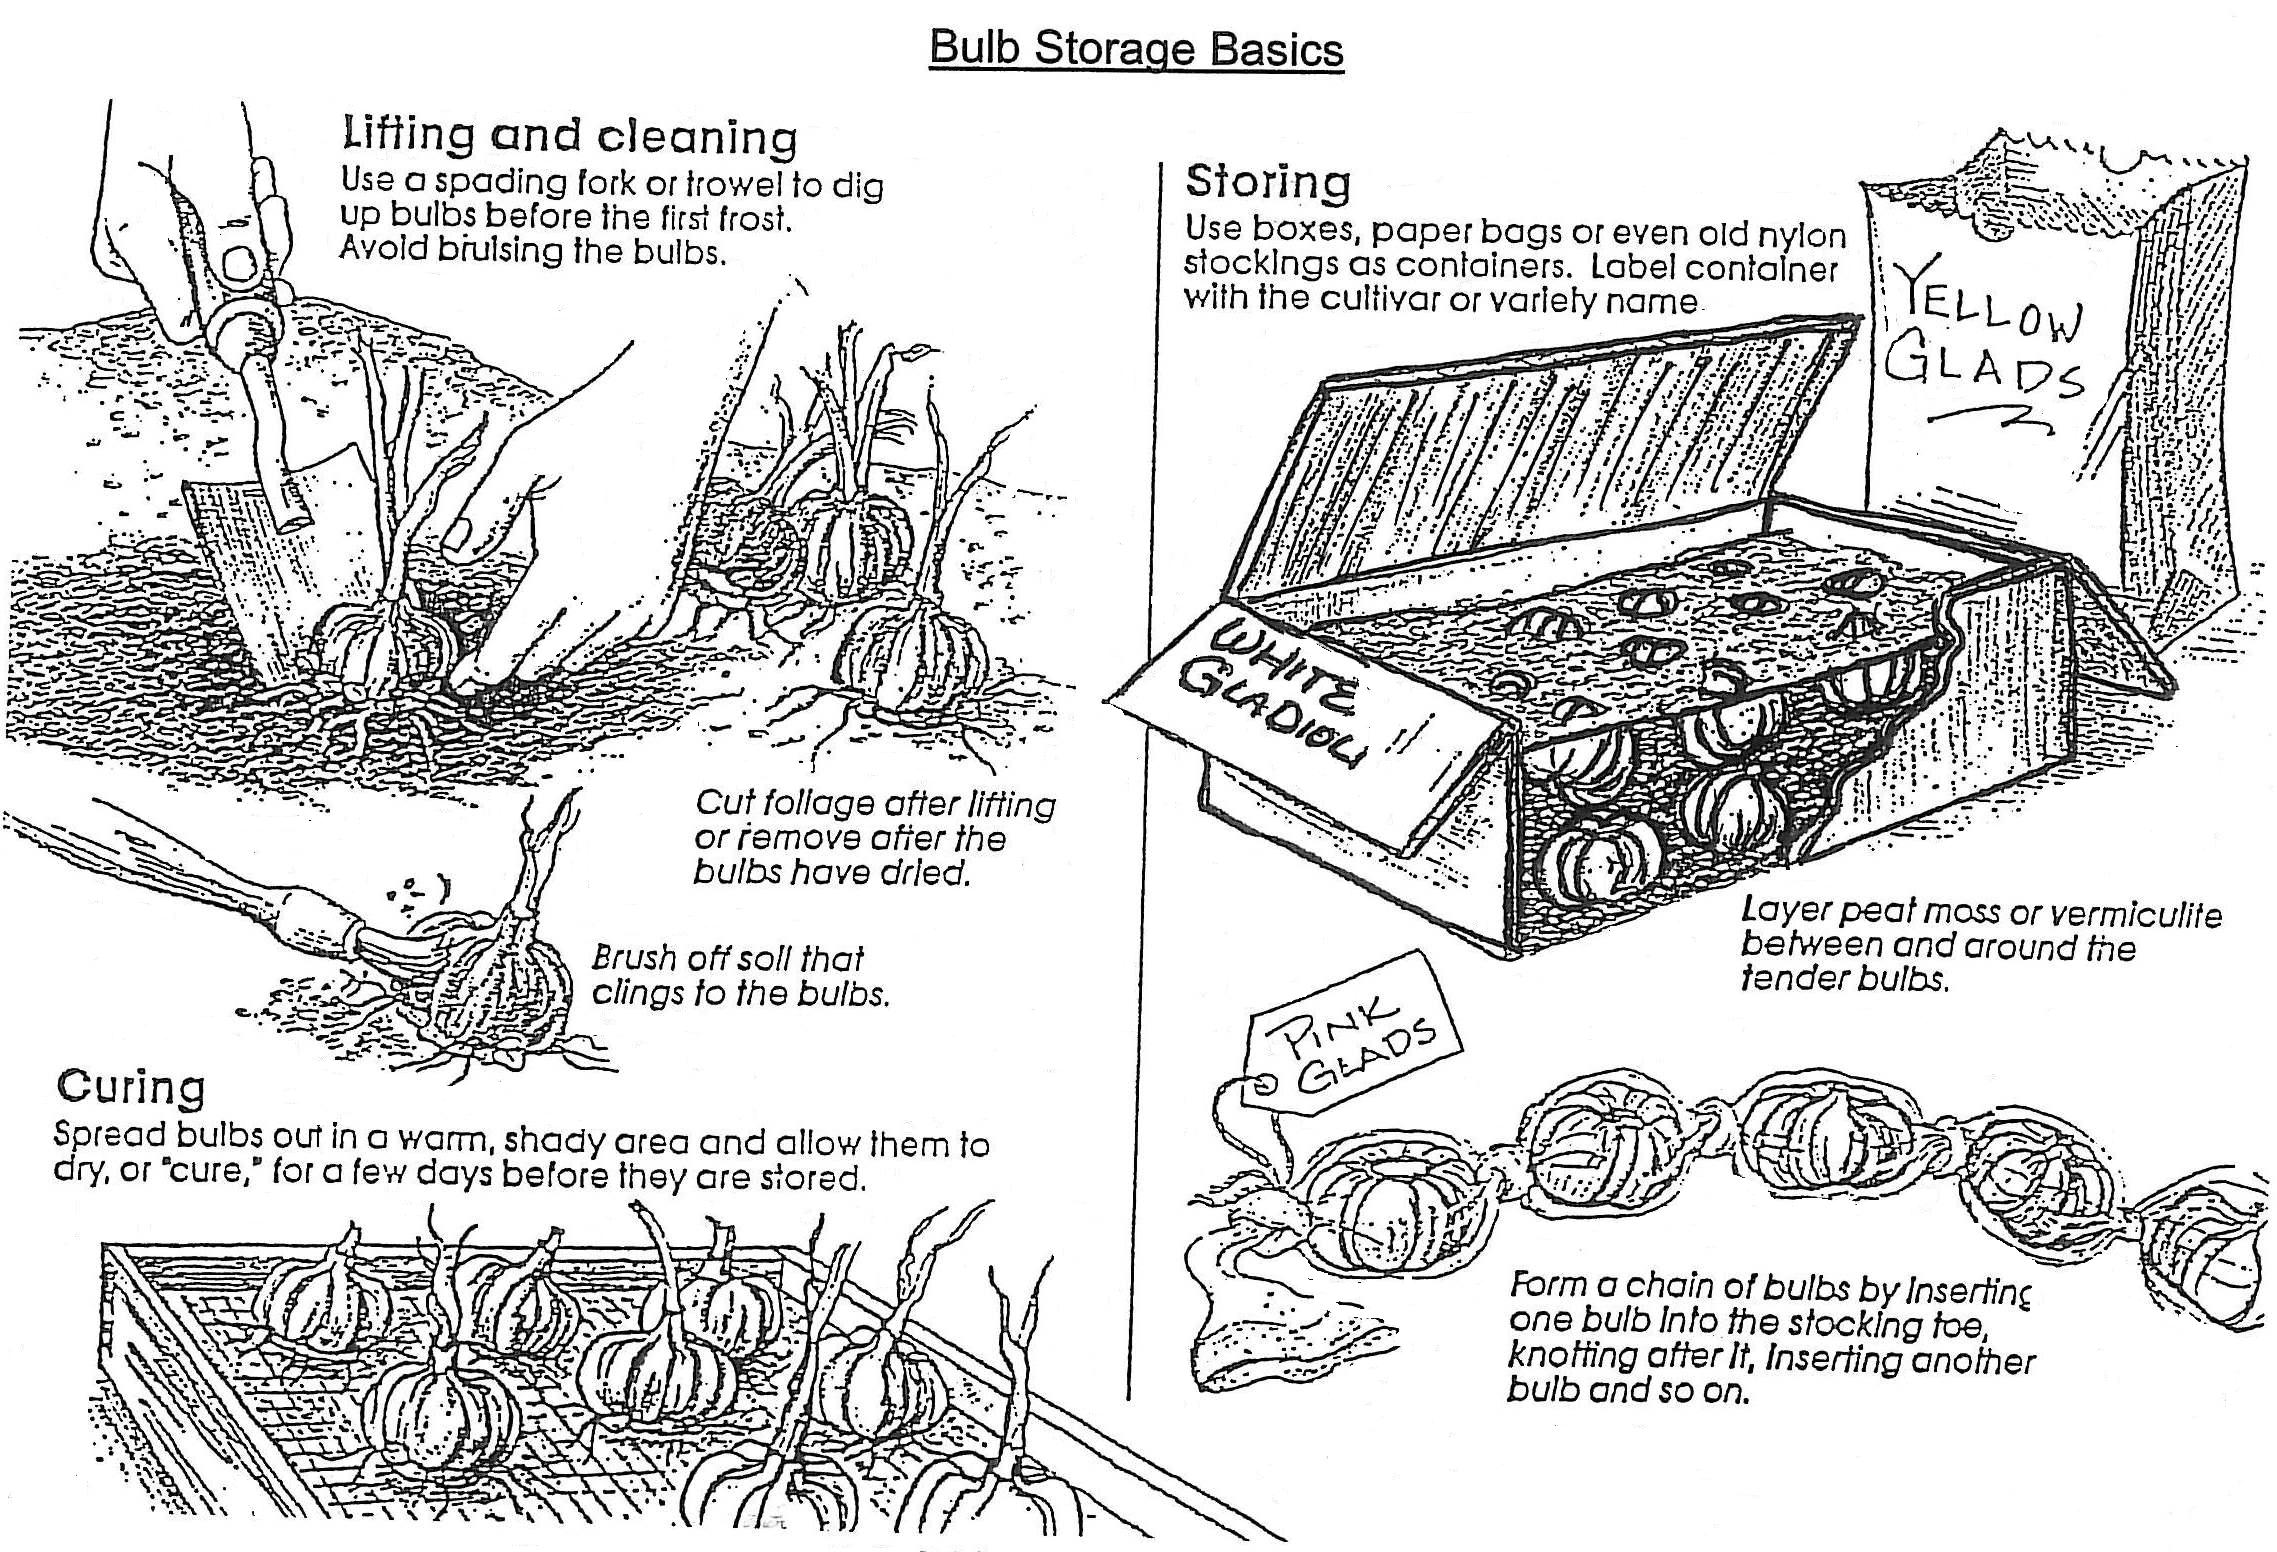 Bulb Storage Basics
Lifting and cleaning
Use a spading fork or trowel to dig
up bulbs before the first frost.
Avoid bruising the bulbs.
Cut foliage after lifting
or remove after the
bulbs have dried.
Brush off soil that
clings to the bulbs.
Curing
Spread bulbs out in a warm, shady area and allow them to
dry, or "cure," for a few days before they are stored.
Storing
Use boxes, paper bags or even old nylon
stockings as containers. Label container
with the cultivar or variety name.
YELLOW
GLADS
WHITE
GLADIOLI
Layer peat moss or vermiculite
between and around the
tender bulbs.
PINK
GLADS
Form a chain of bulbs by inserting
one bulb into the stocking toe,
knotting after it, inserting another
bulb and so on.